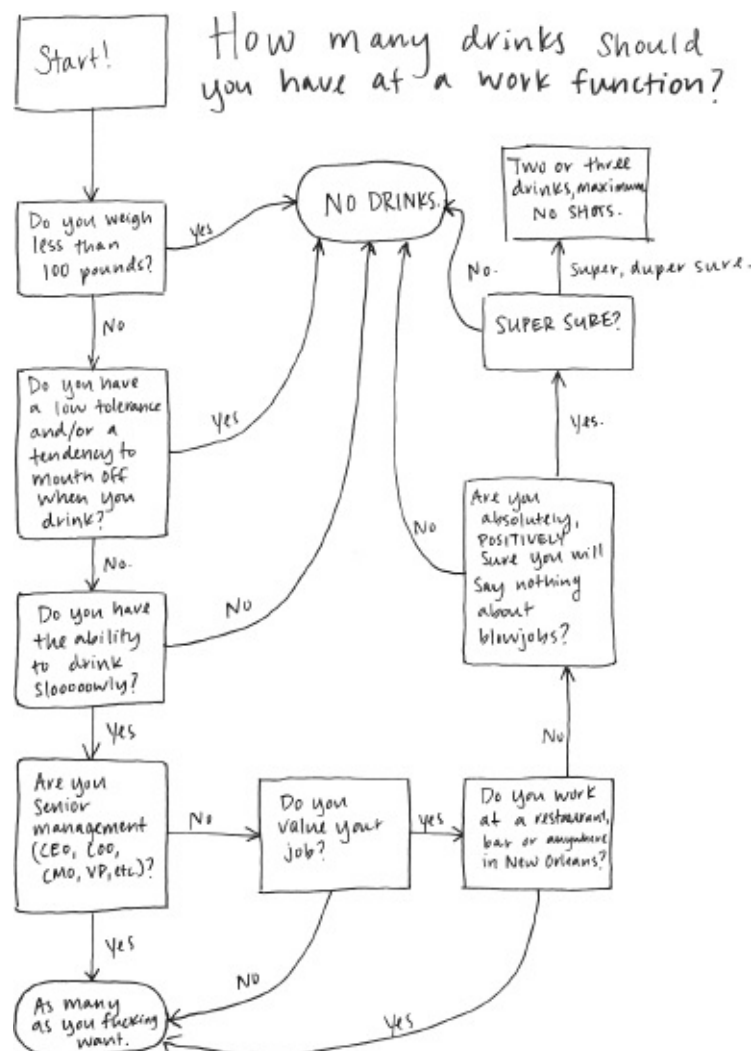 How many drinks should
you have at a work function?
Start!
Do you weigh
less than
100 pounds?
yes
NO DRINKS.
Two or three
drinks, maximum
NO SHOTS.
No.
Super, duper sure.
SUPER SURE?
No
Do you have
a low tolerance
and/or a
tendency to
mouth off
when you
drink?
Yes
Yes.
Are you
absolutely,
POSITIVELY
Sure you will
say nothing
about
blowjobs?
No
No.
Do you have
the ability
to drink
slooooowly?
No
Yes
No
Are you
Senior
management
(CEO, COO,
CMO, VP, etc.)?
No
Do you
value your
job?
yes
Do you work
at a restaurant,
bar or anywhere
in New Orleans?
Yes
No
Yes
As many
as you fucking
want.